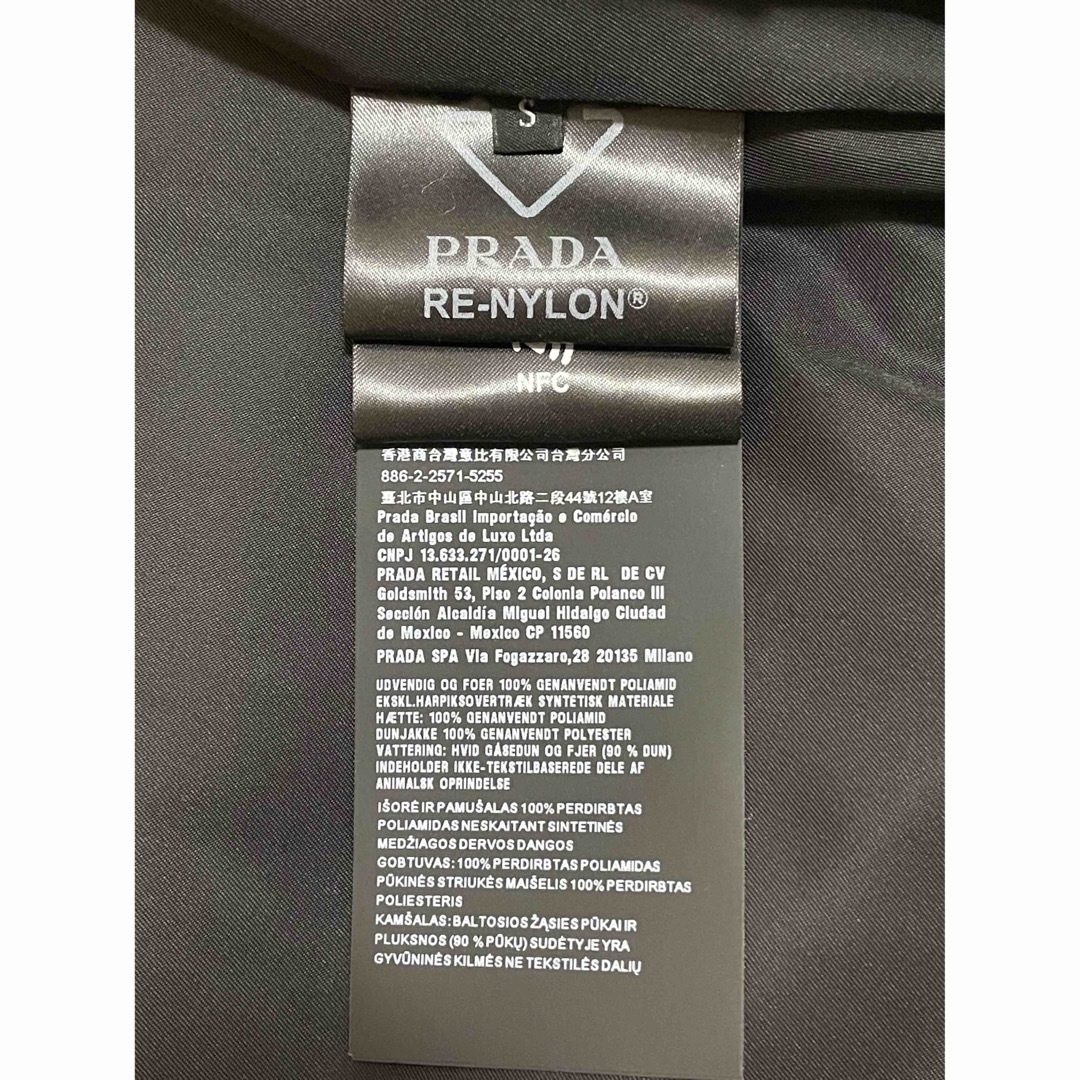 S
PRADA
RE-NYLON®
NFC
香港商台灣意比有限公司台灣分公司
886-2-2571-5255
臺北市中山區中山北路二段44號12樓A室
Prada Brasil Importação e Comércio
de Artigos de Luxo Ltda
CNPJ 13.633.271/0001-26
PRADA RETAIL MÉXICO, S DE RL DE CV
Goldsmith 53, Piso 2 Colonia Polanco III
Sección Alcaldía Miguel Hidalgo Ciudad
de Mexico - Mexico CP 11560
PRADA SPA Via Fogazzaro,28 20135 Milano
UDVENDIG OG FOER 100% GENANVENDT POLIAMID
EKSKL.HARPIKSOVERTRÆK SYNTETISK MATERIALE
HÆTTE: 100% GENANVENDT POLIAMID
DUNJAKKE 100% GENANVENDT POLYESTER
VATTERING: HVID GÅSEDUN OG FJER (90 % DUN)
INDEHOLDER IKKE-TEKSTILBASEREDE DELE AF
ANIMALSK OPRINDELSE
IŠORĖ IR PAMUŠALAS 100% PERDIRBTAS
POLIAMIDAS NESKAITANT SINTETINĖS
MEDŽIAGOS DERVOS DANGOS
GOBTUVAS: 100% PERDIRBTAS POLIAMIDAS
PŪKINĖS STRIUKĖS MAIŠELIS 100% PERDIRBTAS
POLIESTERIS
KAMŠALAS: BALTOSIOS ŽĄSIES PŪKAI IR
PLUKSNOS (90 % PŪKŲ) SUDĖTYJE YRA
GYVŪNINĖS KILMĖS NE TEKSTILĖS DALIŲ